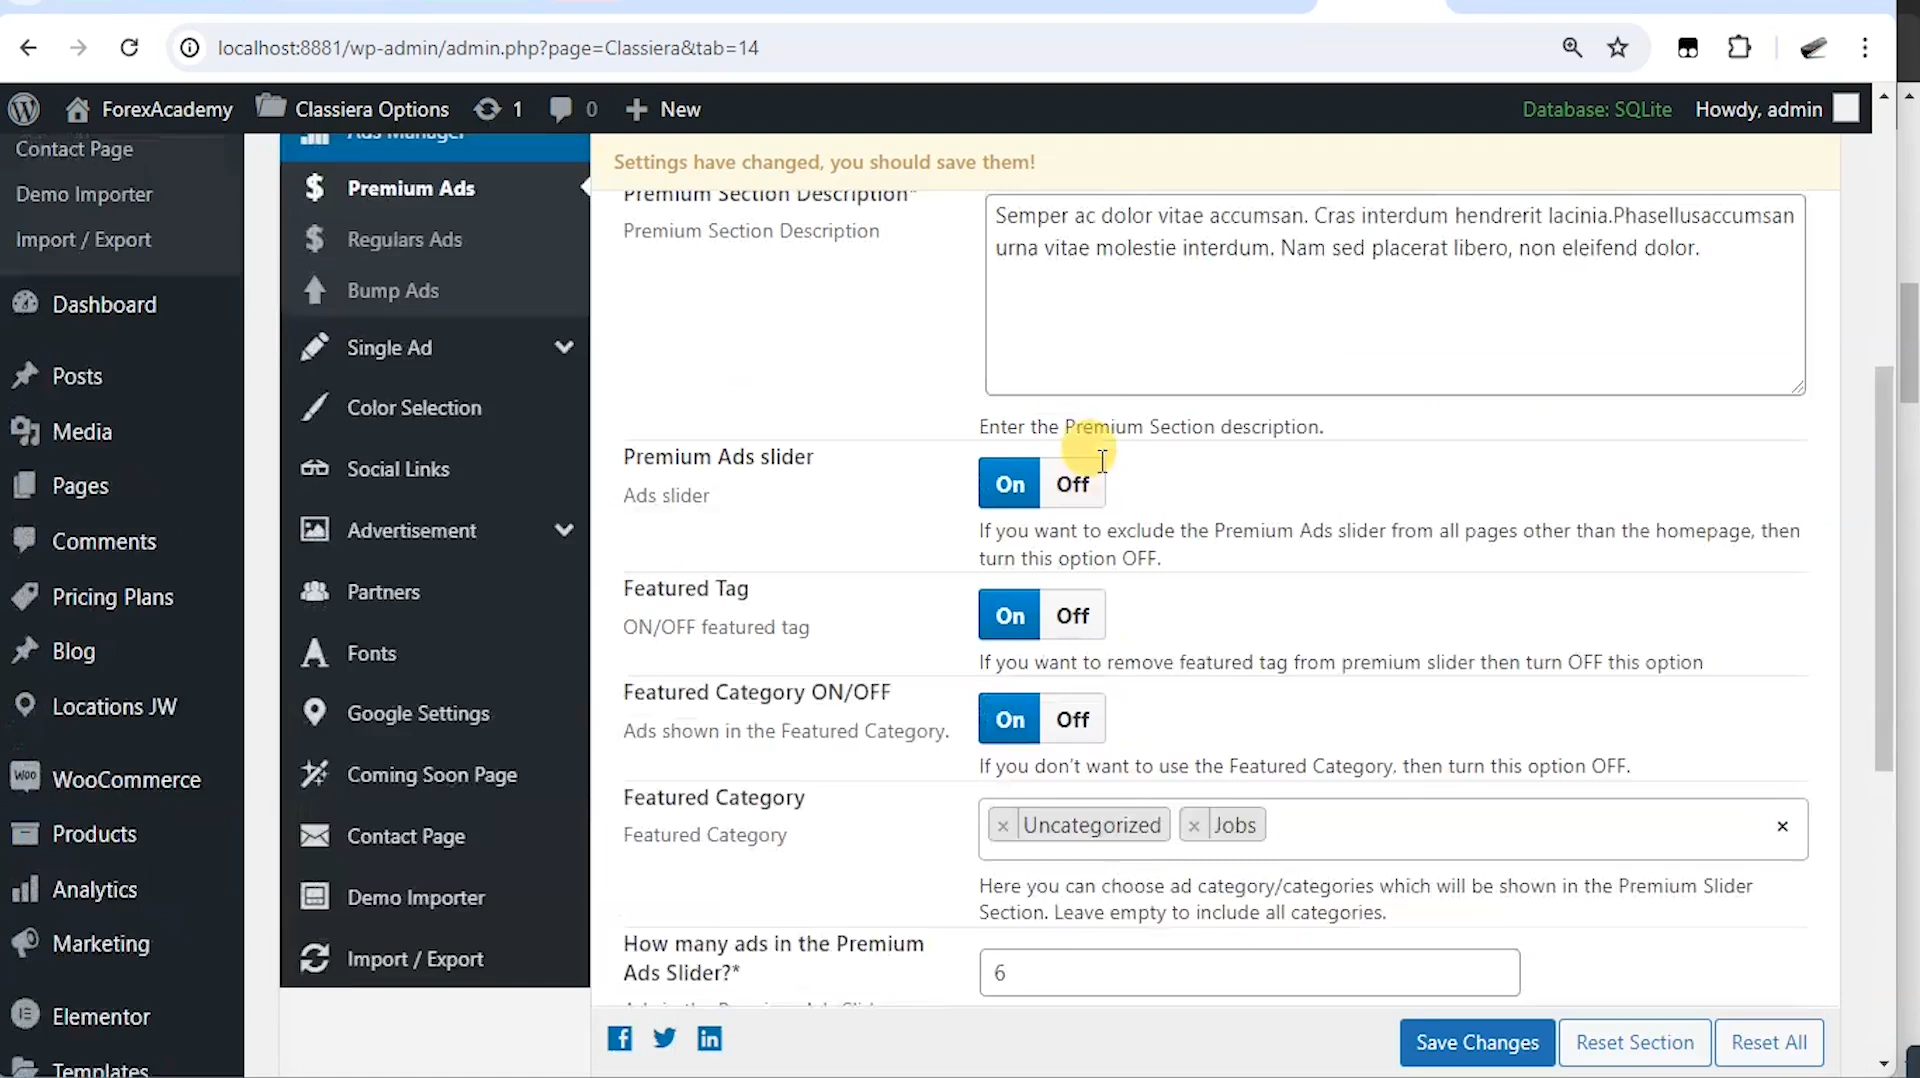 localhost:8881/wp-admin/admin.php?page=Classiera&tab=14
ForexAcademy
Classiera Options
1
0
New
Database: SQLite
Howdy, admin
Contact Page
Demo Importer
Import / Export
Dashboard
Posts
Media
Pages
Comments
Pricing Plans
Blog
Locations JW
Woo
WooCommerce
Products
Analytics
Marketing
Elementor
Templates
Ads Manager
Premium Ads
Regulars Ads
Bump Ads
Single Ad
Color Selection
Social Links
Advertisement
Partners
Fonts
Google Settings
Coming Soon Page
Contact Page
Demo Importer
Import / Export
Settings have changed, you should save them!
Premium Section Description*
Premium Section Description
Semper ac dolor vitae accumsan. Cras interdum hendrerit lacinia.Phasellusaccumsan
urna vitae molestie interdum. Nam sed placerat libero, non eleifend dolor.
Enter the Premium Section description.
Premium Ads slider
Ads slider
On Off
If you want to exclude the Premium Ads slider from all pages other than the homepage, then
turn this option OFF.
Featured Tag
ON/OFF featured tag
On Off
If you want to remove featured tag from premium slider then turn OFF this option
Featured Category ON/OFF
Ads shown in the Featured Category.
On Off
If you don't want to use the Featured Category, then turn this option OFF.
Featured Category
Featured Category
× Uncategorized × Jobs ×
Here you can choose ad category/categories which will be shown in the Premium Slider
Section. Leave empty to include all categories.
How many ads in the Premium
Ads Slider?*
6
Save Changes
Reset Section
Reset All